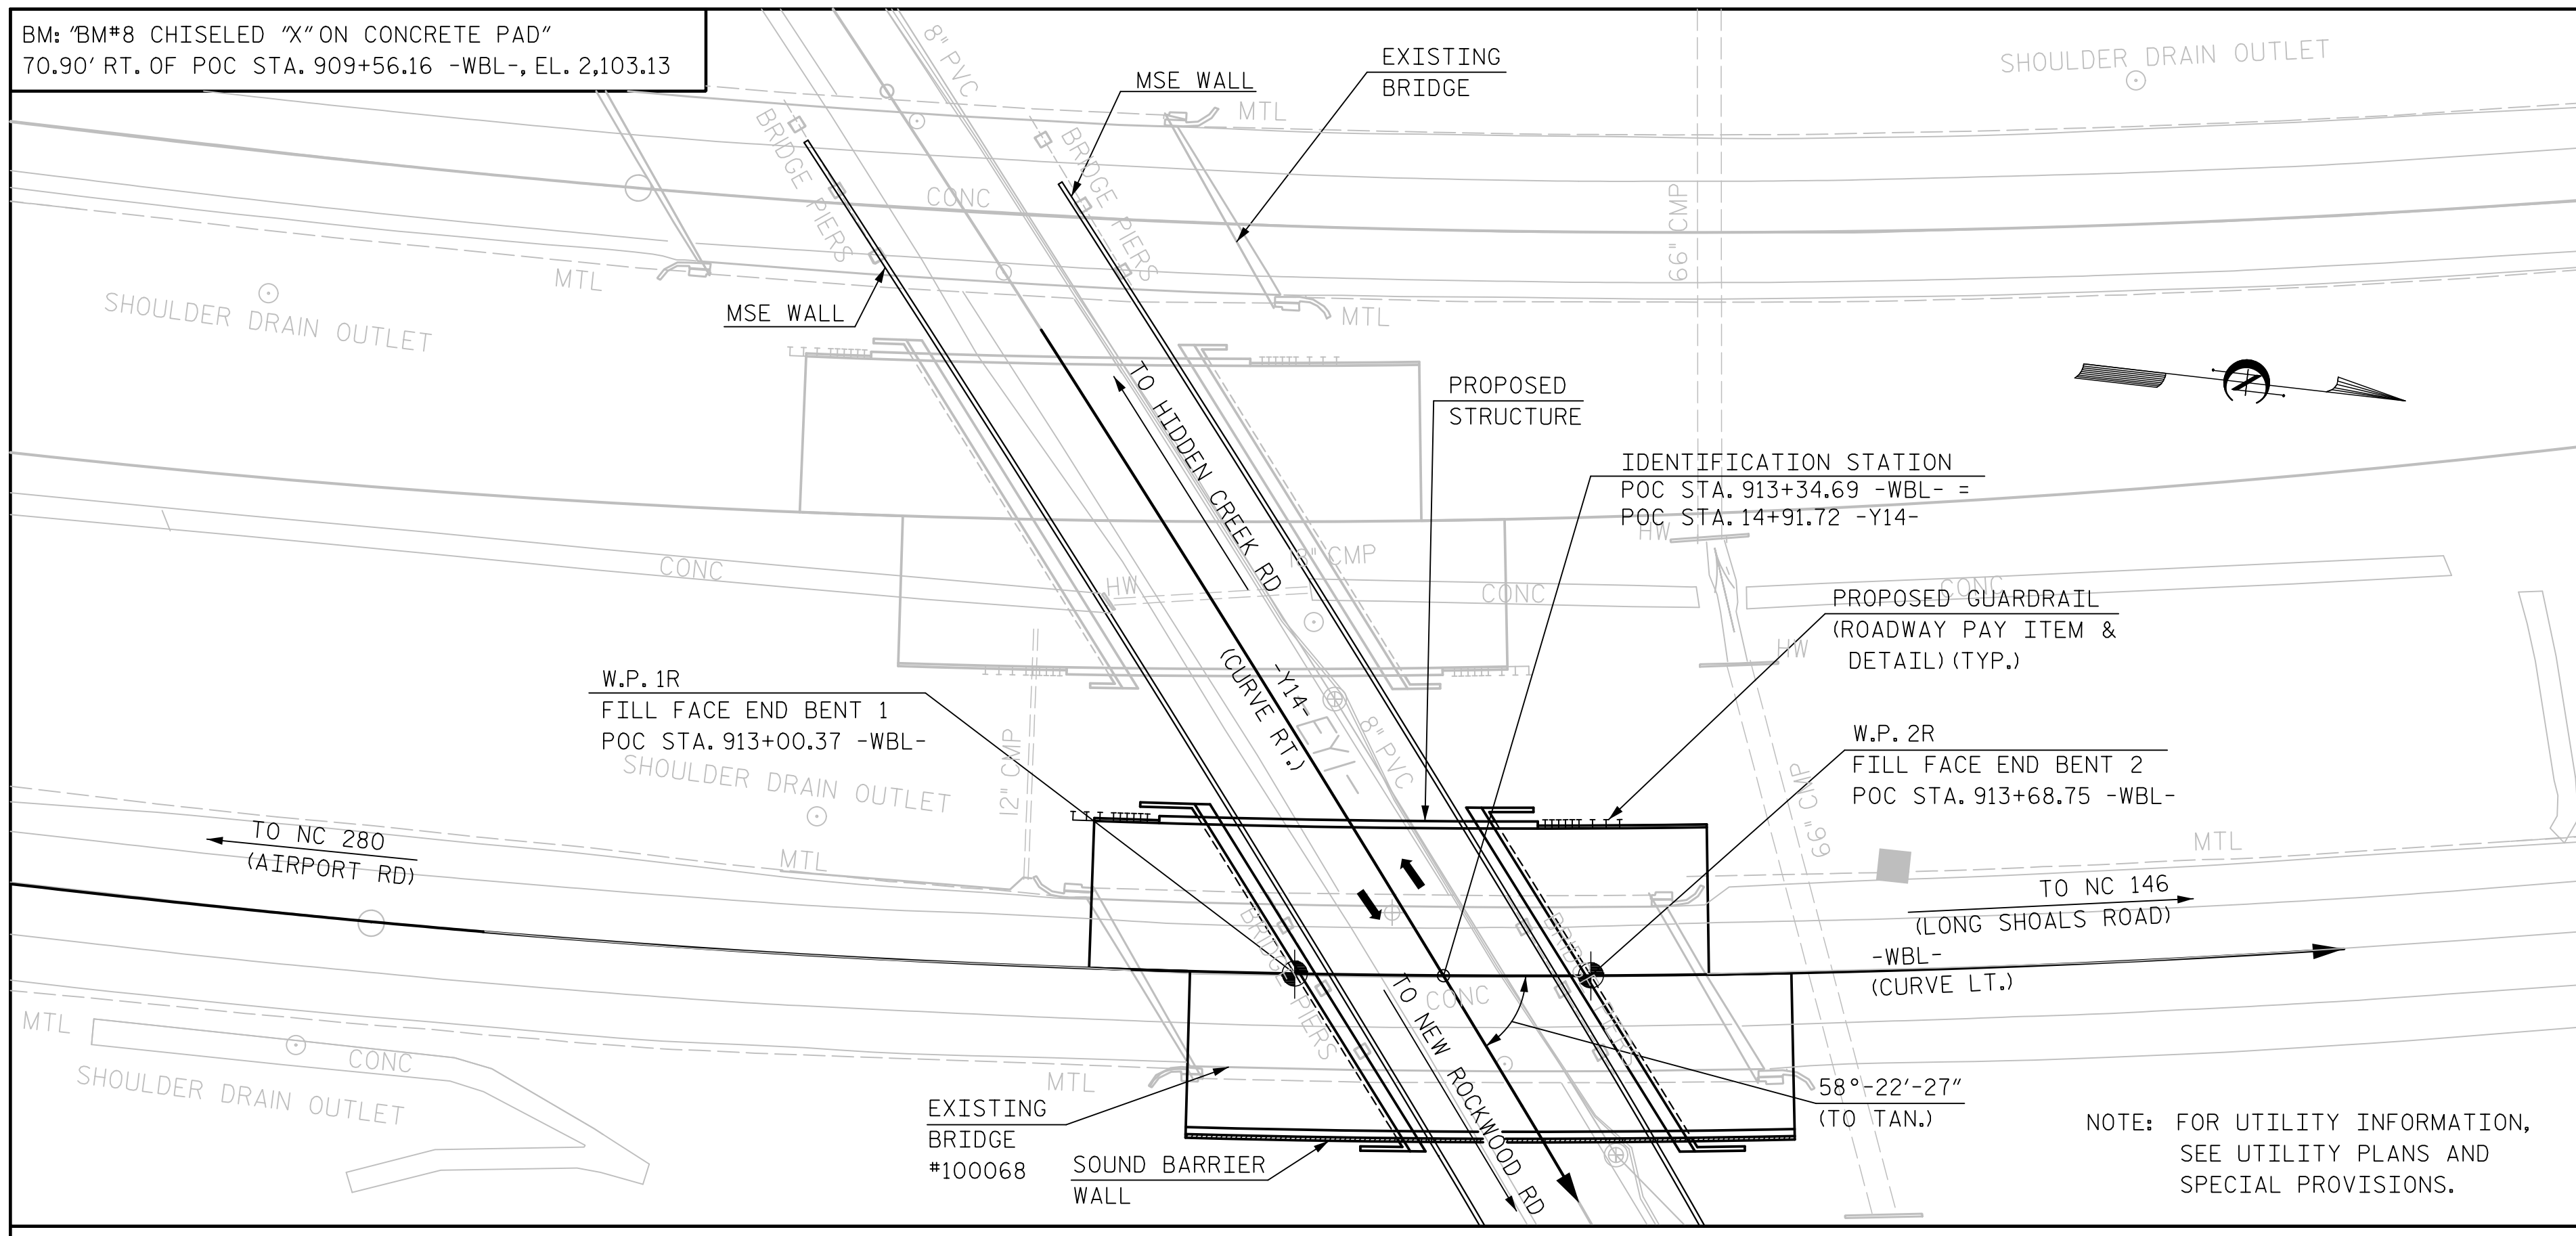 BM: "BM#8 CHISELED "X" ON CONCRETE PAD"
70.90' RT. OF POC STA. 909+56.16 -WBL-, EL. 2,103.13
8" PVC
MSE WALL
EXISTING
BRIDGE
SHOULDER DRAIN OUTLET
MTL
BRIDGE PIERS
BRIDGE PIERS
CONC
66" CMP
MTL
SHOULDER DRAIN OUTLET
MSE WALL
MTL
TO HIDDEN CREEK RD
PROPOSED
STRUCTURE
IDENTIFICATION STATION
POC STA. 913+34.69 -WBL- =
POC STA. 14+91.72 -Y14-
HW
18" CMP
CONC
HW
CONC
CONC
PROPOSED GUARDRAIL
(ROADWAY PAY ITEM &
DETAIL) (TYP.)
HW
W.P. 1R
FILL FACE END BENT 1
POC STA. 913+00.37 -WBL-
-Y14-
(CURVE RT.)
-EY1-
8" PVC
W.P. 2R
FILL FACE END BENT 2
POC STA. 913+68.75 -WBL-
12" CMP
SHOULDER DRAIN OUTLET
66" CMP
TO NC 280
(AIRPORT RD)
MTL
MTL
TO NC 146
(LONG SHOALS ROAD)
-WBL-
(CURVE LT.)
BRIDGE PIERS
BRIDGE PIERS
CONC
TO NEW ROCKWOOD RD
MTL
CONC
SHOULDER DRAIN OUTLET
MTL
58°-22'-27"
(TO TAN.)
EXISTING
BRIDGE
#100068
SOUND BARRIER
WALL
NOTE: FOR UTILITY INFORMATION,
SEE UTILITY PLANS AND
SPECIAL PROVISIONS.